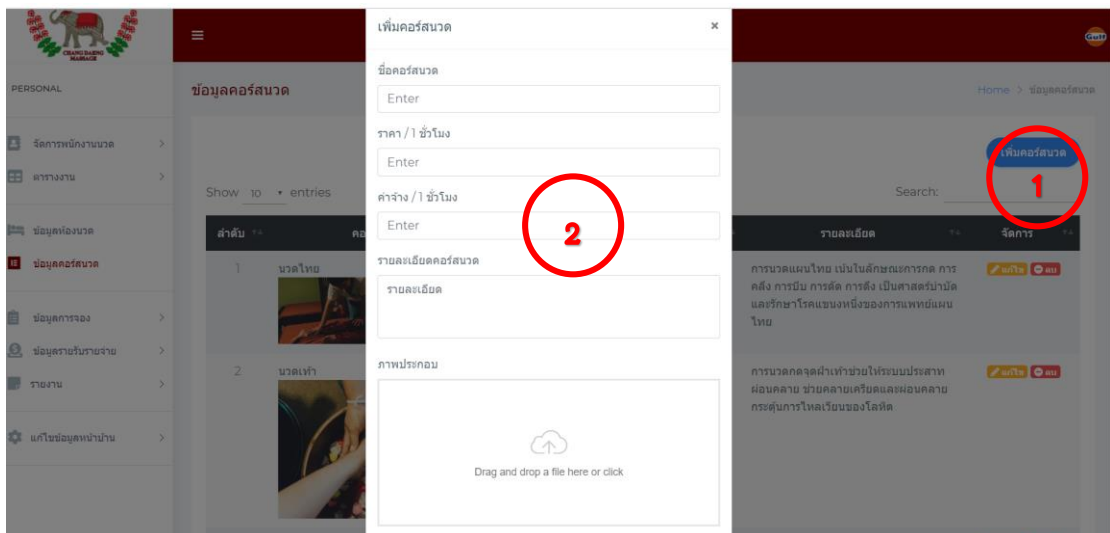 CHANG DAENG
MASSAGE
Gulf
PERSONAL
จัดการพนักงานนวด
ตารางงาน
ข้อมูลห้องนวด
ข้อมูลคอร์สนวด
ข้อมูลการจอง
ข้อมูลรายรับรายจ่าย
รายงาน
แก้ไขข้อมูลหน้าบ้าน
ข้อมูลคอร์สนวด
Home > ข้อมูลคอร์สนวด
เพิ่มคอร์สนวด
1
Show 10 entries
Search:
ลำดับ
คอ
รายละเอียด
จัดการ
1
นวดไทย
การนวดแผนไทย เน้นในลักษณะการกด การ
คลึง การบีบ การดัด การดึง เป็นศาสตร์บำบัด
และรักษาโรคแขนงหนึ่งของการแพทย์แผน
ไทย
แก้ไข ลบ
2
นวดเท้า
การนวดกดจุดฝ่าเท้าช่วยให้ระบบประสาท
ผ่อนคลาย ช่วยคลายเครียดและผ่อนคลาย
กระตุ้นการไหลเวียนของโลหิต
แก้ไข ลบ
เพิ่มคอร์สนวด ×
ชื่อคอร์สนวด
Enter
ราคา / 1 ชั่วโมง
Enter
ค่าจ้าง / 1 ชั่วโมง
Enter
2
รายละเอียดคอร์สนวด
รายละเอียด
ภาพประกอบ
Drag and drop a file here or click